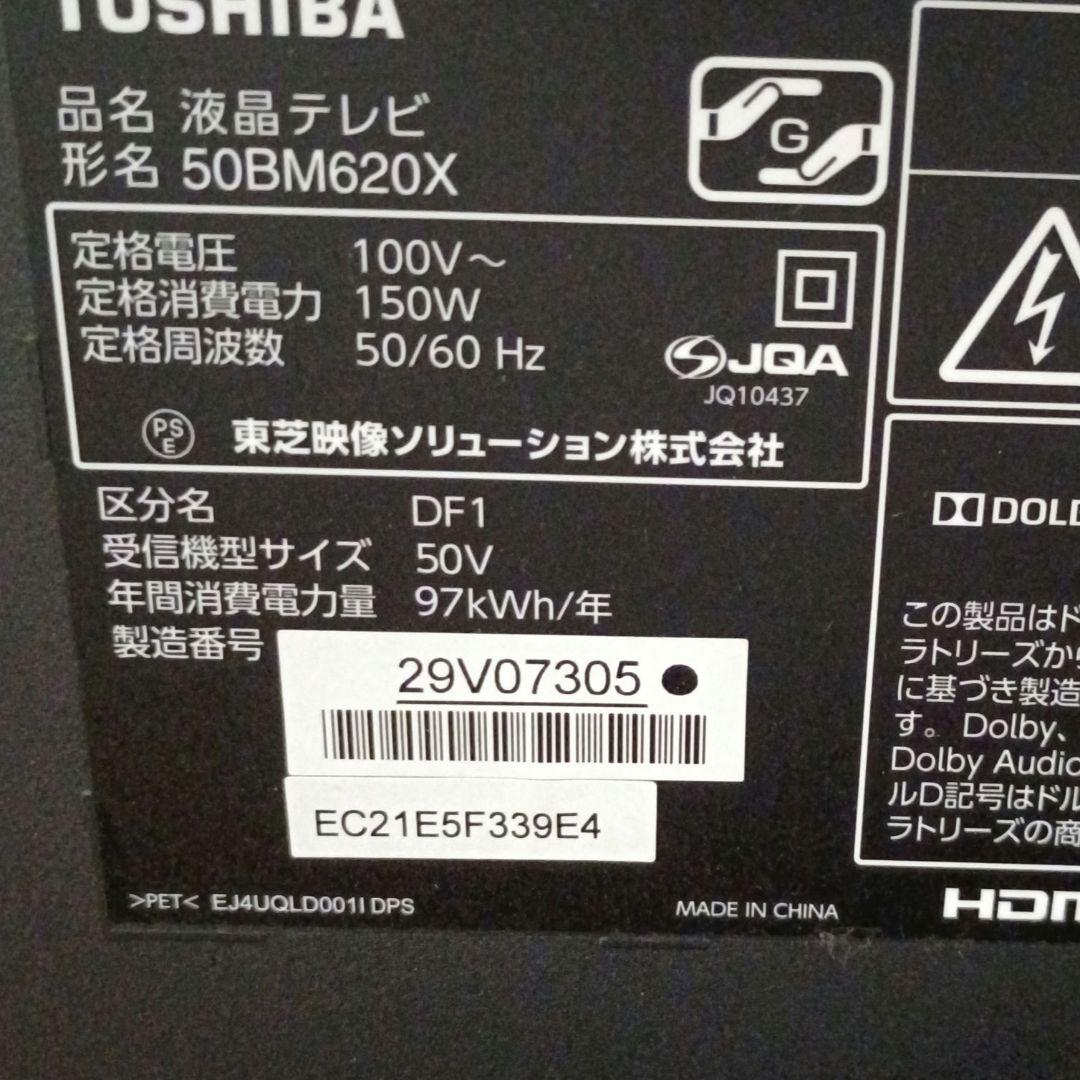 TOSHIBA
品名 液晶テレビ
形名 50BM620X
G
定格電圧 100V～
定格消費電力 150W
定格周波数 50/60 Hz
JQA
JQ10437
PS
E
東芝映像ソリューション株式会社
区分名 DF1
受信機型サイズ 50V
年間消費電力量 97kWh/年
製造番号 29V07305
EC21E5F339E4
>PET< EJ4UQLD001I DPS
MADE IN CHINA
この製品はド
ラトリーズから
に基づき製造
す。Dolby、
Dolby Audio
ルD記号はドル
ラトリーズの商